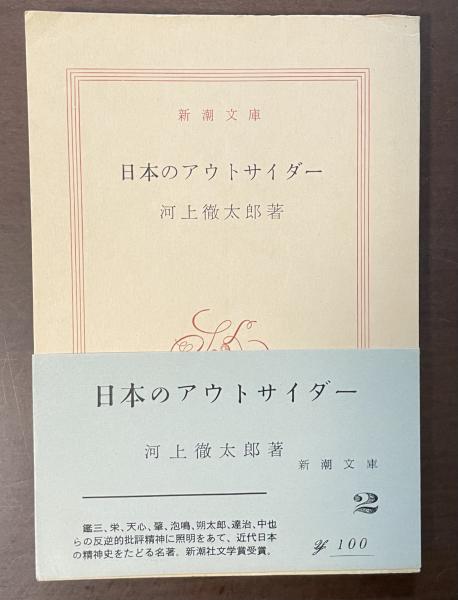 新潮文庫
日本のアウトサイダー
河上徹太郎著
日本のアウトサイダー
河上徹太郎著
新潮文庫
2
鑑三、栄、天心、肇、泡鳴、朔太郎、達治、中也
らの反逆的批評精神に照明をあて、近代日本
の精神史をたどる名著。新潮社文学賞受賞。
¥ 100